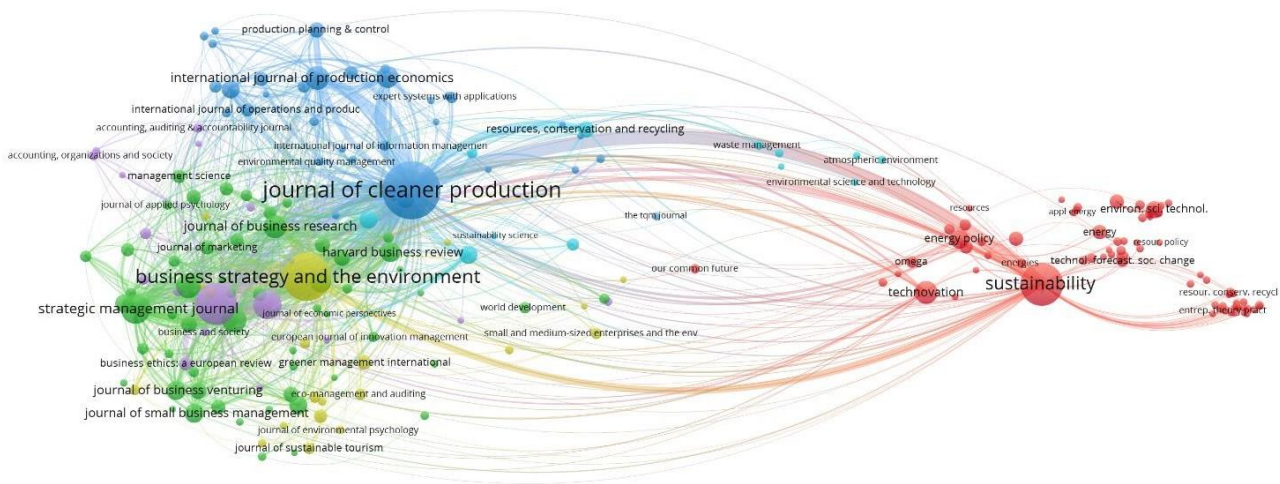 production planning & control
international journal of production economics
expert systems with applications
international journal of operations and produc
accounting, auditing & accountability journal
resources, conservation and recycling
international journal of information managemen
waste management
accounting, organizations and society
environmental quality management
atmospheric environment
management science
journal of cleaner production
environmental science and technology
journal of applied psychology
resources
appl energy
environ. sci. technol.
the tqm journal
journal of business research
sustainability science
energy
energy policy
resour. policy
journal of marketing
harvard business review
omega
energies
technol. forecast. soc. change
our common future
business strategy and the environment
sustainability
technovation
resour. conserv. recycl
strategic management journal
world development
entrep. theory pract
journal of economic perspectives
business and society
european journal of innovation management
small and medium-sized enterprises and the env
business ethics: a european review
greener management international
journal of business venturing
eco-management and auditing
journal of small business management
journal of environmental psychology
journal of sustainable tourism